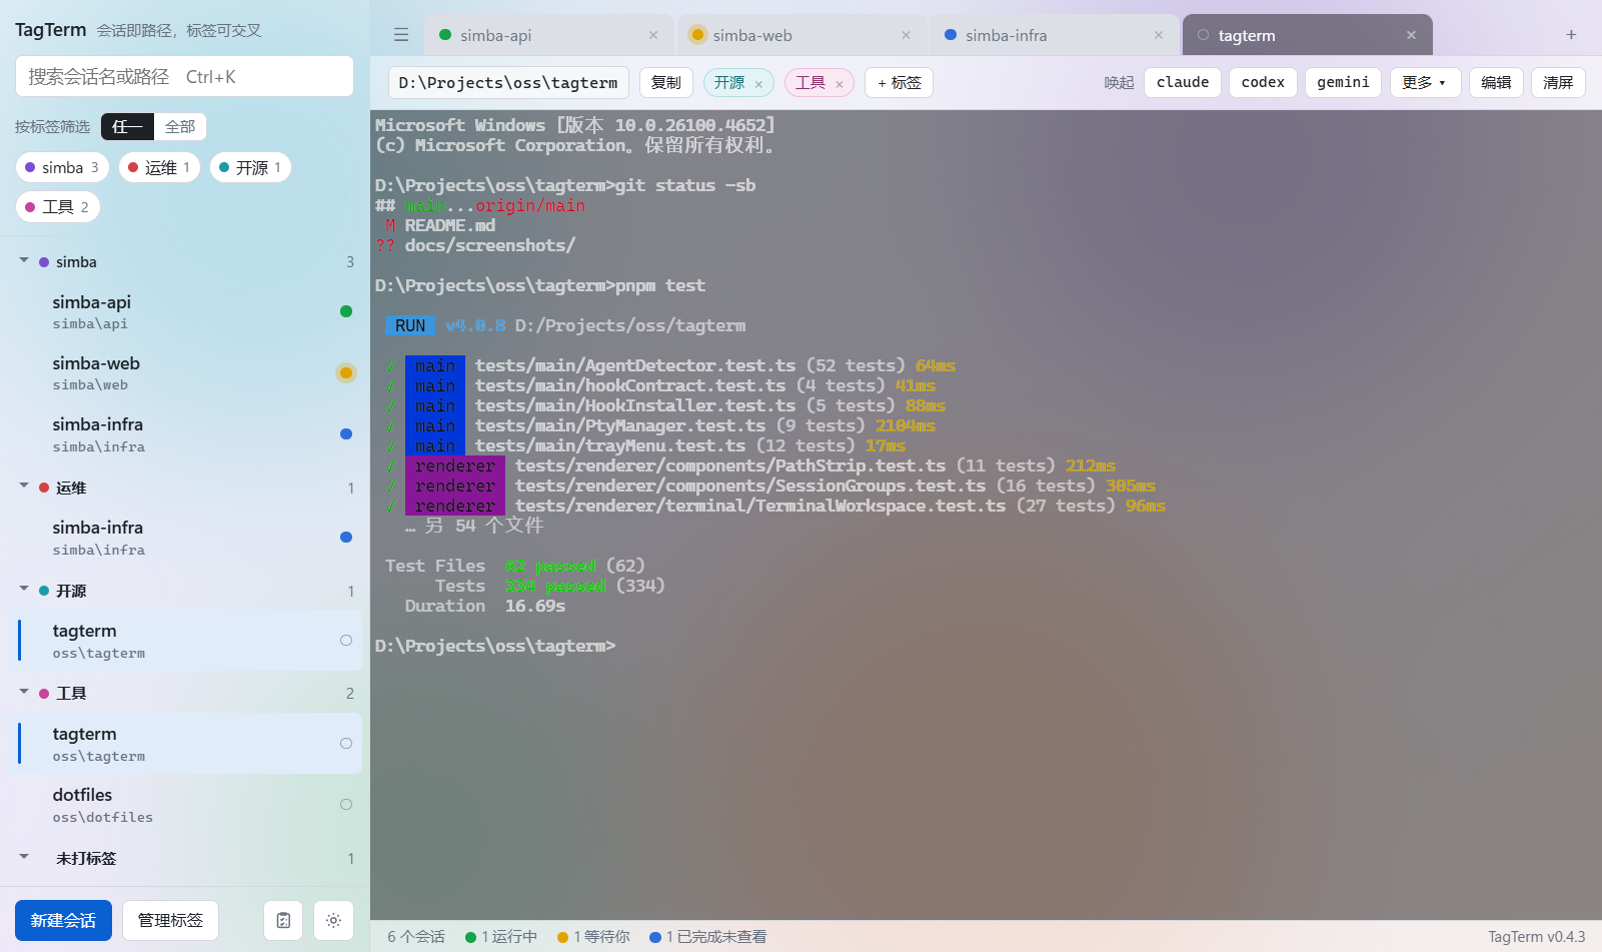 TagTerm 会话即路径，标签可交叉
搜索会话名或路径 Ctrl+K
按标签筛选 任一 全部
simba 3 运维 1 开源 1
工具 2
simba 3
simba-api
simba\api
simba-web
simba\web
simba-infra
simba\infra
运维 1
simba-infra
simba\infra
开源 1
tagterm
oss\tagterm
工具 2
tagterm
oss\tagterm
dotfiles
oss\dotfiles
未打标签 1
新建会话 管理标签
simba-api × simba-web × simba-infra × tagterm × +
D:\Projects\oss\tagterm 复制 开源 × 工具 × + 标签 唤起 claude codex gemini 更多 ▾ 编辑 清屏
Microsoft Windows [版本 10.0.26100.4652]
(c) Microsoft Corporation。保留所有权利。
D:\Projects\oss\tagterm>git status -sb
## main...origin/main
M README.md
?? docs/screenshots/
D:\Projects\oss\tagterm>pnpm test
RUN v4.0.8 D:/Projects/oss/tagterm
✓ main tests/main/AgentDetector.test.ts (52 tests) 64ms
✓ main tests/main/hookContract.test.ts (4 tests) 41ms
✓ main tests/main/HookInstaller.test.ts (5 tests) 88ms
✓ main tests/main/PtyManager.test.ts (9 tests) 2104ms
✓ main tests/main/trayMenu.test.ts (12 tests) 17ms
✓ renderer tests/renderer/components/PathStrip.test.ts (11 tests) 212ms
✓ renderer tests/renderer/components/SessionGroups.test.ts (16 tests) 305ms
✓ renderer tests/renderer/terminal/TerminalWorkspace.test.ts (27 tests) 96ms
… 另 54 个文件
Test Files 62 passed (62)
Tests 334 passed (334)
Duration 16.69s
D:\Projects\oss\tagterm>
6 个会话 1 运行中 1 等待你 1 已完成未查看 TagTerm v0.4.3